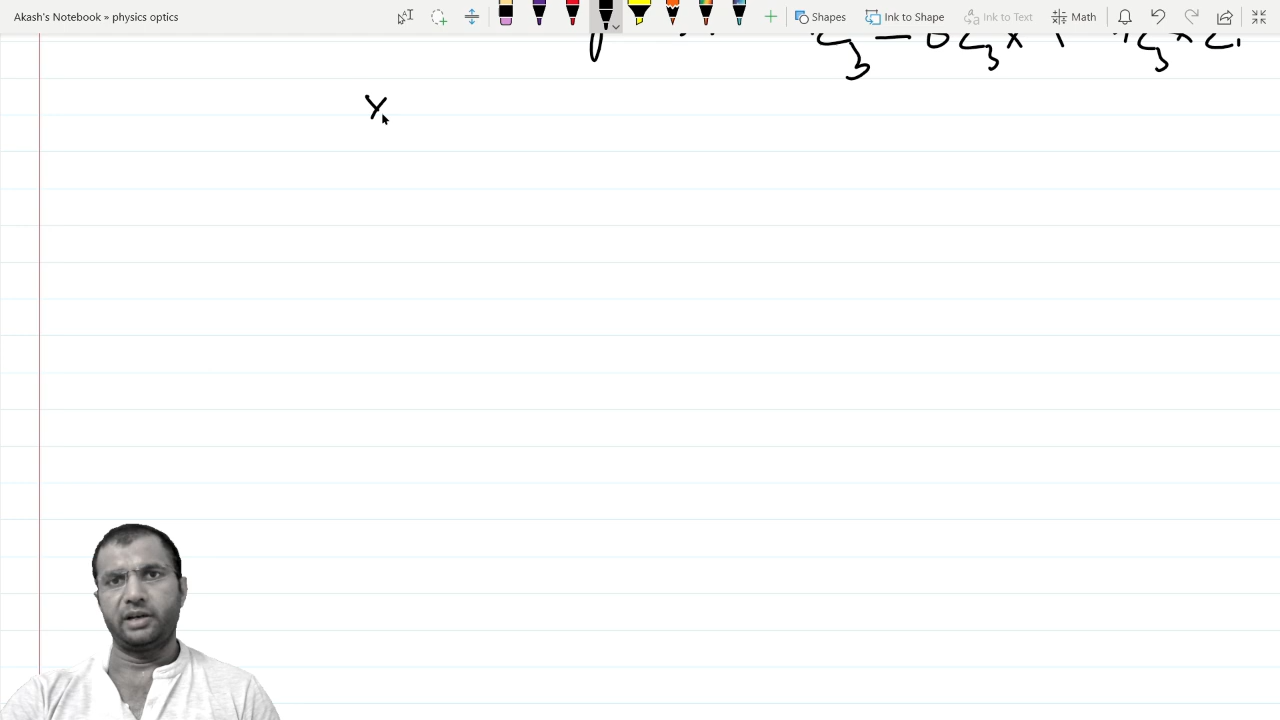 Akash's Notebook » physics optics
Shapes
Ink to Shape
Ink to Text
Math
x